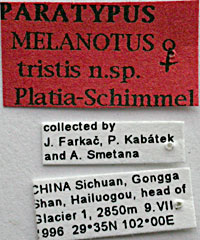 PARATYPUS
MELANOTUS ♀
tristis n.sp.
Platia-Schimmel
collected by
J. Farkač, P. Kabátek
and A. Smetana
CHINA Sichuan, Gongga
Shan, Hailuogou, head of
Glacier 1, 2850m 9.VII.
1996 29°35N 102°00E